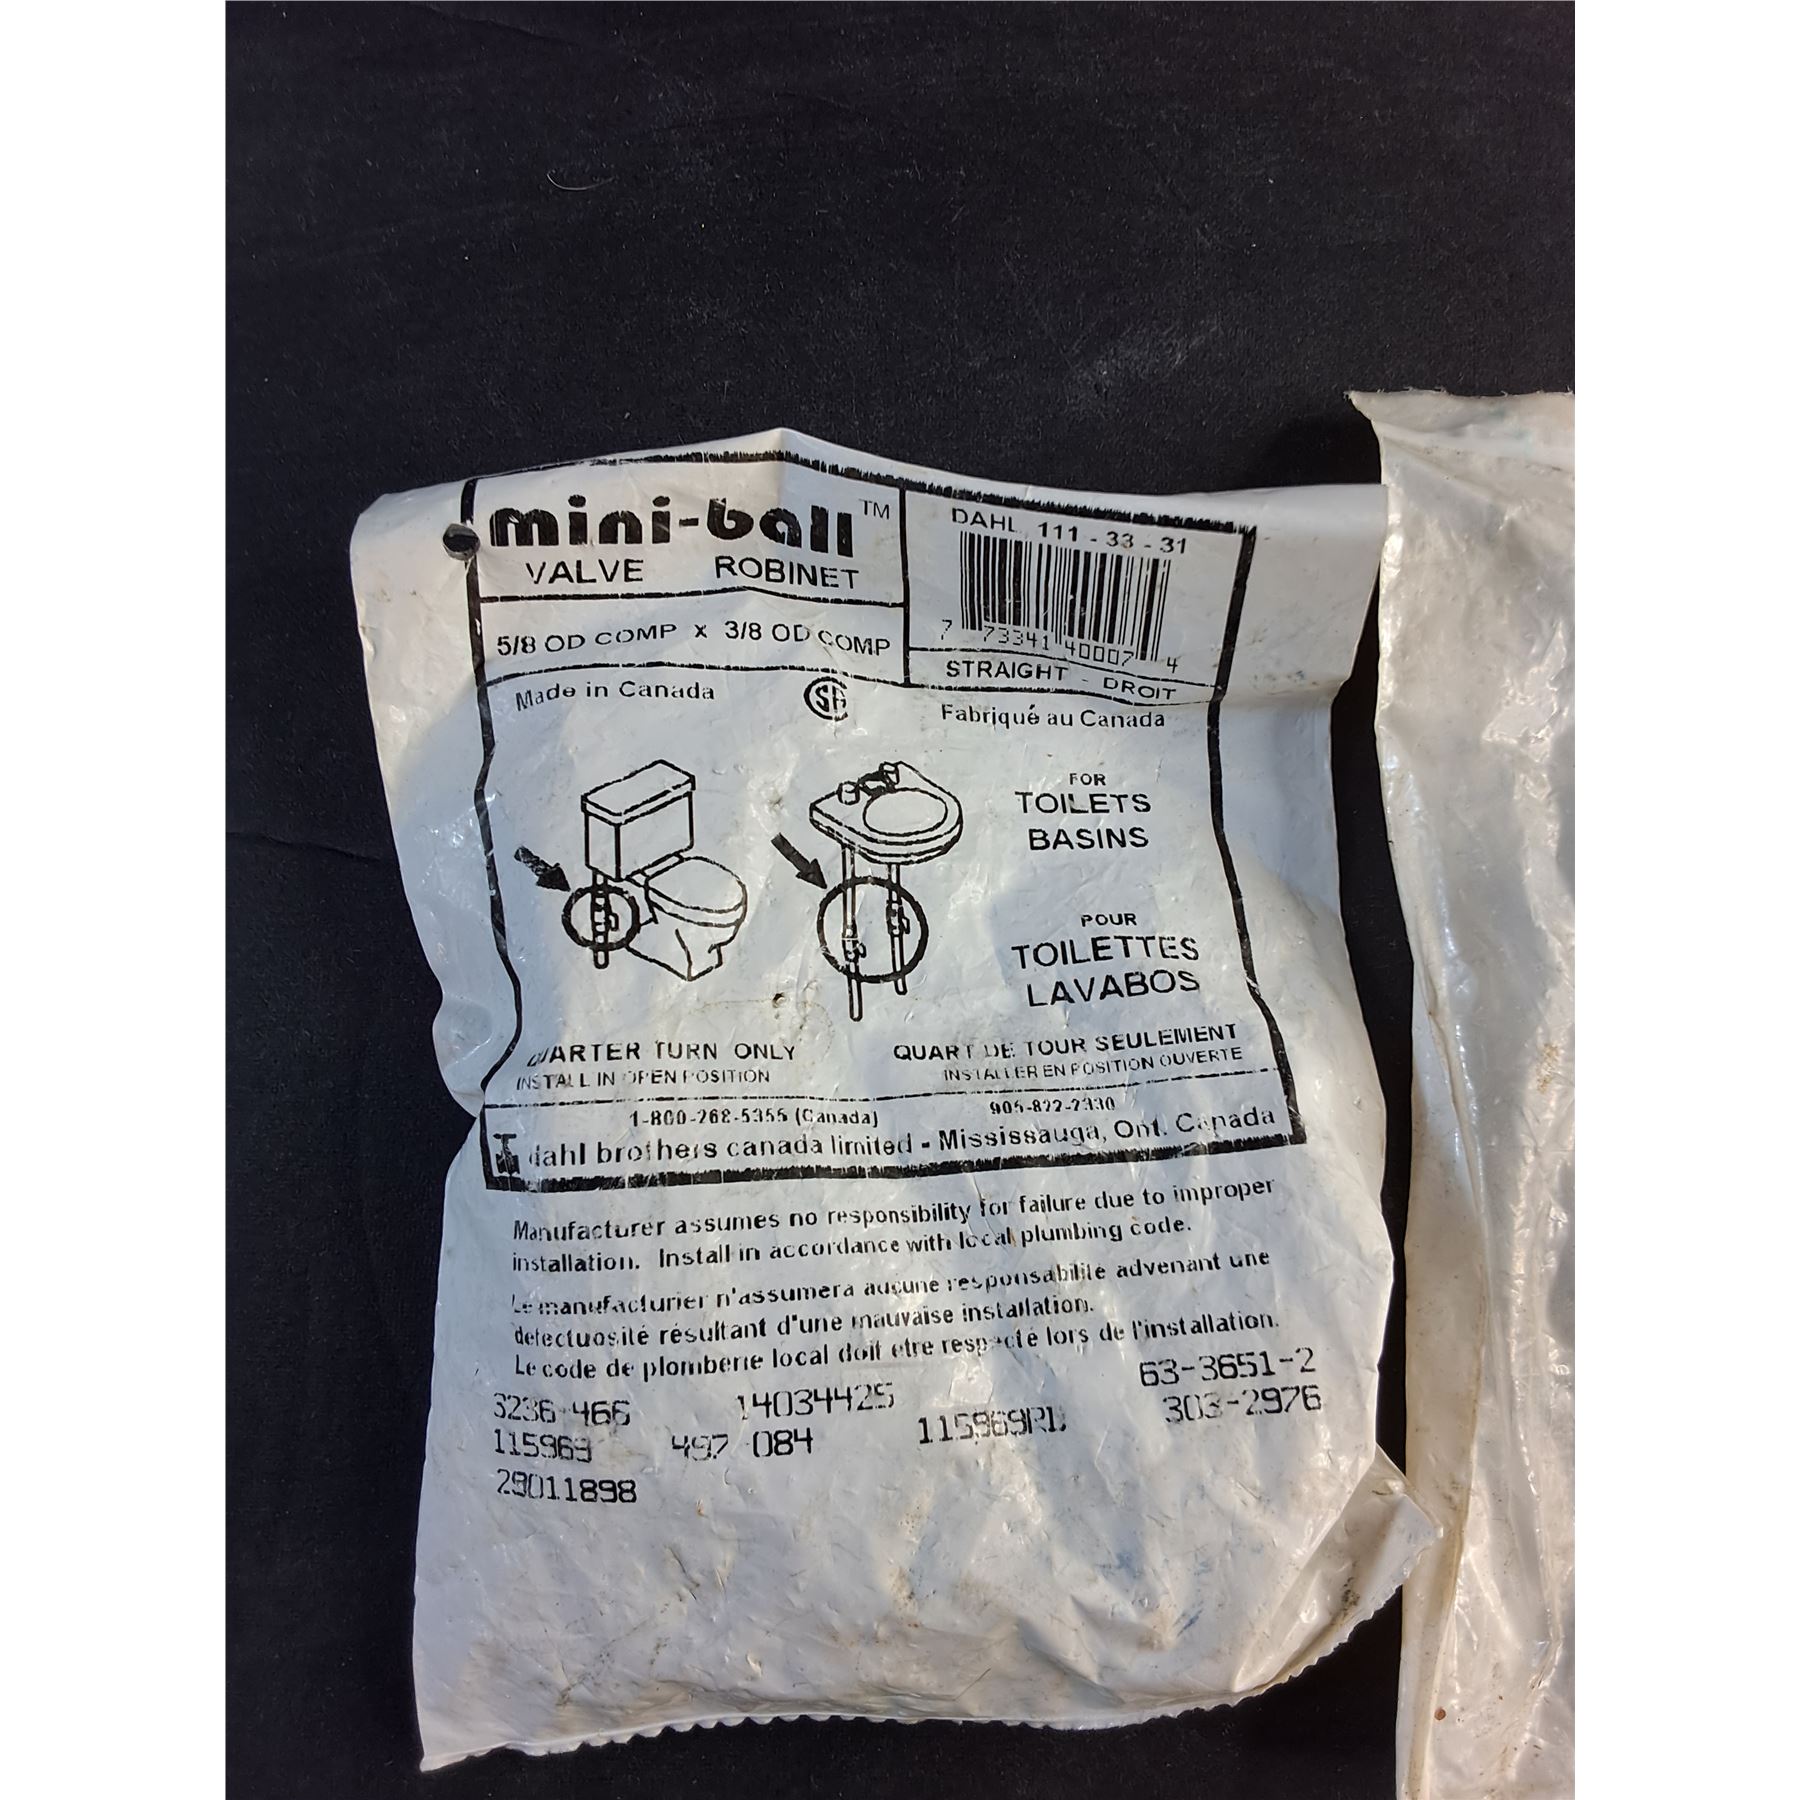 mini-ball™
VALVE ROBINET
5/8 OD COMP x 3/8 OD COMP
DAHL 111 - 33 - 31
7 73341 40007 4
STRAIGHT - DROIT
Made in Canada
Fabriqué au Canada
FOR
TOILETS
BASINS
POUR
TOILETTES
LAVABOS
QUARTER TURN ONLY
INSTALL IN OPEN POSITION
QUART DE TOUR SEULEMENT
INSTALLER EN POSITION OUVERTE
1-800-268-5355 (Canada) 905-822-2330
dahl brothers canada limited - Mississauga, Ont. Canada
Manufacturer assumes no responsibility for failure due to improper
installation. Install in accordance with local plumbing code.
Le manufacturier n'assumera aucune responsabilité advenant une
defectuosité résultant d'une mauvaise installation.
Le code de plomberie local doit etre respecté lors de l'installation.
3236-466 14034425 63-3651-2
115969 497-084 115969RL 303-2976
29011898